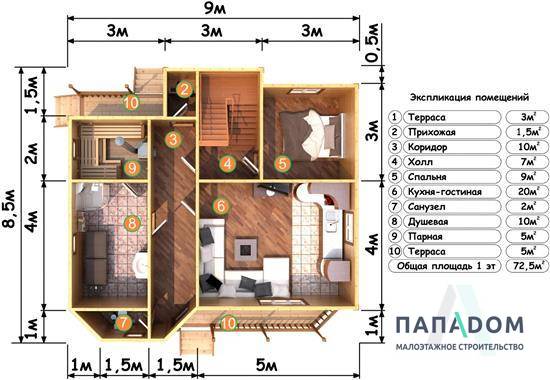 9м
3м 3м 3м
0,5м
1,5м
2м
4м
1м
8,5м
3м
4м
1м
1м 1,5м 1,5м 5м
10
2
3
4
5
9
6
8
7
10
Экспликация помещений
1 Терраса 3м²
2 Прихожая 1,5м²
3 Коридор 10м²
4 Холл 7м²
5 Спальня 9м²
6 Кухня-гостиная 20м²
7 Санузел 2м²
8 Душевая 10м²
9 Парная 5м²
10 Терраса 5м²
Общая площадь 1 эт 72,5м²
ПАПА ДОМ
МАЛОЭТАЖНОЕ СТРОИТЕЛЬСТВО